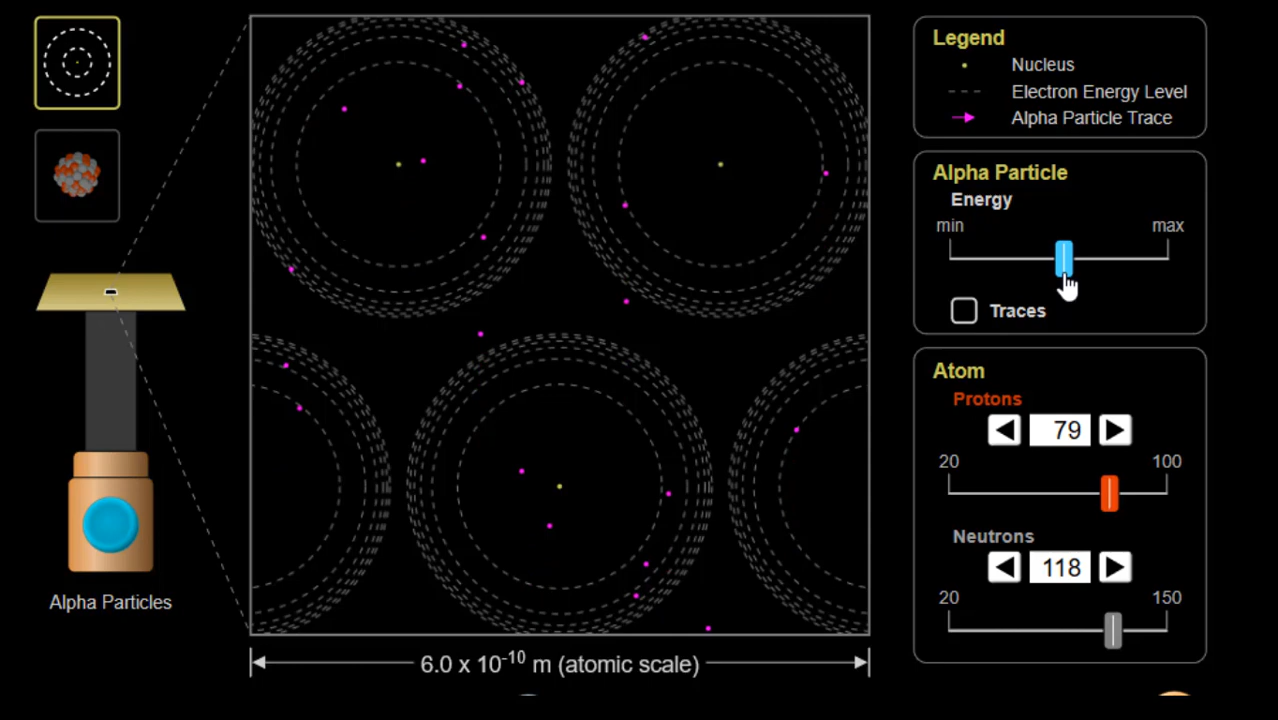 Legend
Nucleus
Electron Energy Level
Alpha Particle Trace
Alpha Particle
Energy
min max
Traces
Atom
Protons
79
20 100
Neutrons
118
20 150
Alpha Particles
6.0 x 10⁻¹⁰ m (atomic scale)